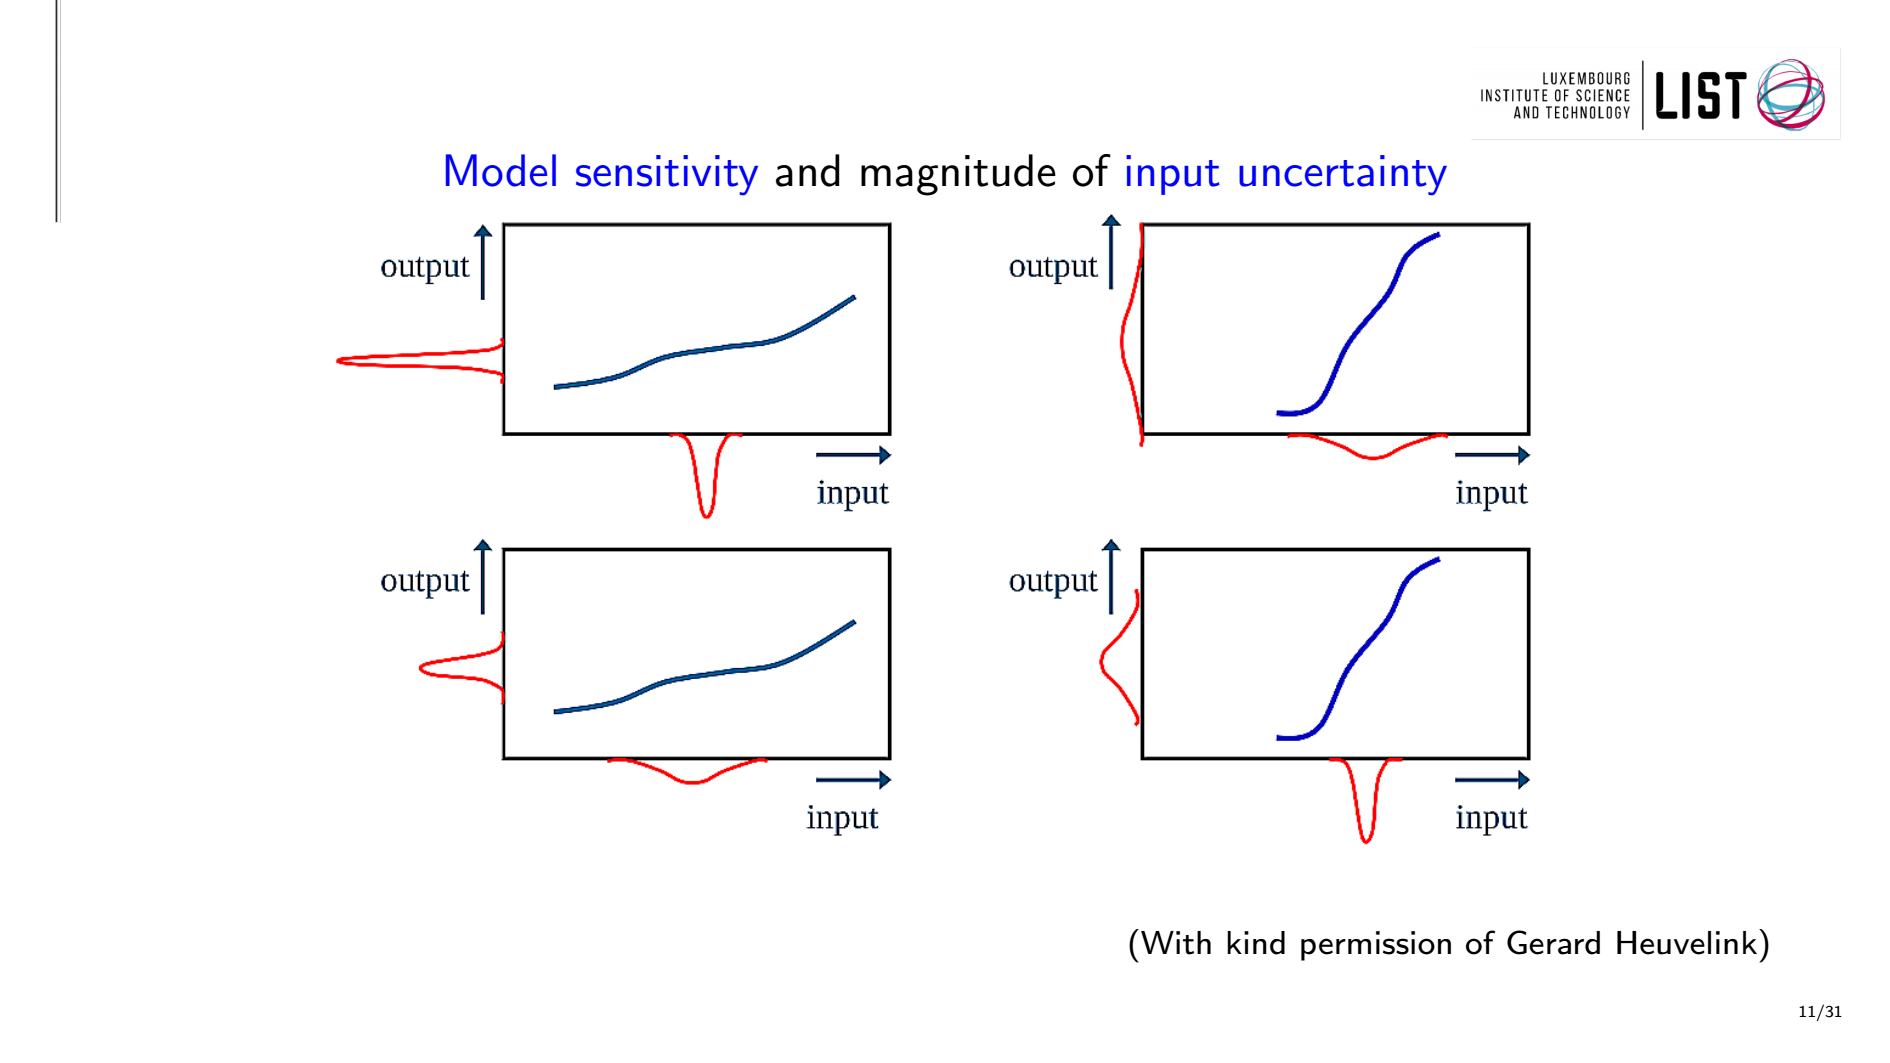 LUXEMBOURG
INSTITUTE OF SCIENCE
AND TECHNOLOGY
LIST
Model sensitivity and magnitude of input uncertainty
output
input
output
input
output
input
output
input
(With kind permission of Gerard Heuvelink)
11/31